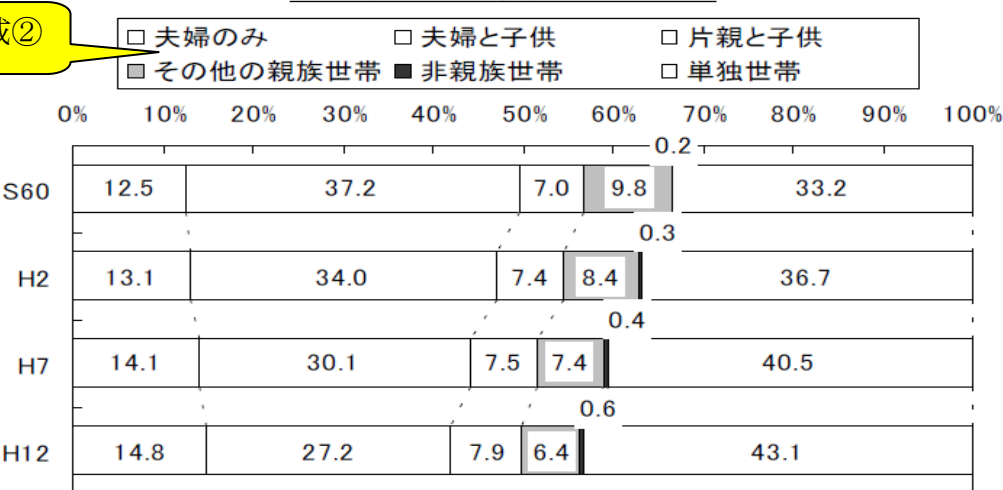 成②
□ 夫婦のみ □ 夫婦と子供 □ 片親と子供
■ その他の親族世帯 ■ 非親族世帯 □ 単独世帯
0% 10% 20% 30% 40% 50% 60% 70% 80% 90% 100%
0.2
S60 12.5 37.2 7.0 9.8 33.2
0.3
H2 13.1 34.0 7.4 8.4 36.7
0.4
H7 14.1 30.1 7.5 7.4 40.5
0.6
H12 14.8 27.2 7.9 6.4 43.1